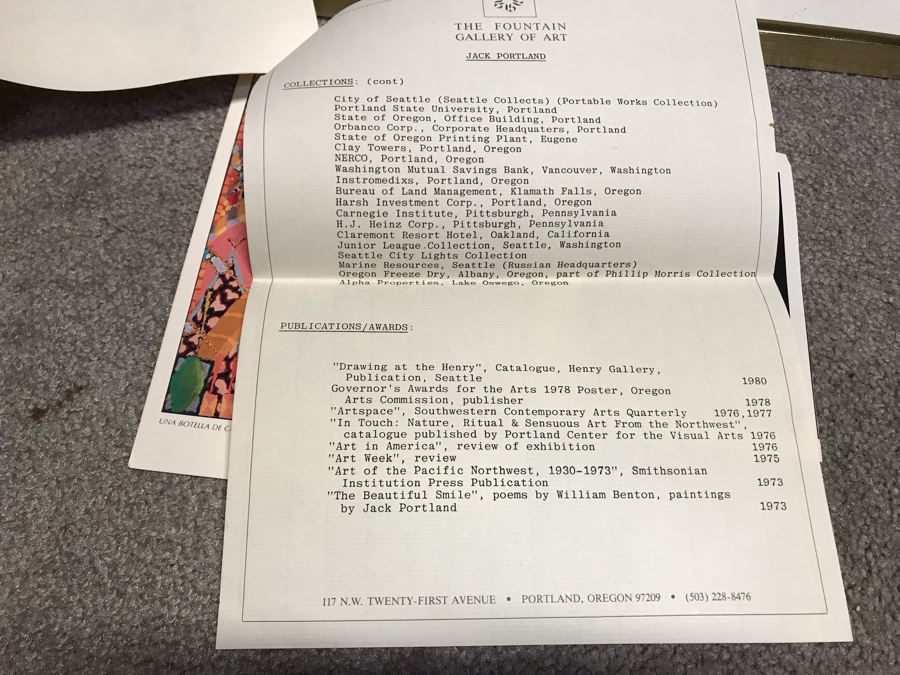 THE FOUNTAIN
GALLERY OF ART
JACK PORTLAND
COLLECTIONS: (cont)
City of Seattle (Seattle Collects) (Portable Works Collection)
Portland State University, Portland
State of Oregon, Office Building, Portland
Orbanco Corp., Corporate Headquaters, Portland
State of Oregon Printing Plant, Eugene
Clay Towers, Portland, Oregon
NERCO, Portland, Oregon
Washington Mutual Savings Bank, Vancouver, Washington
Instromedixs, Portland, Oregon
Bureau of Land Management, Klamath Falls, Oregon
Harsh Investment Corp., Portland, Oregon
Carnegie Institute, Pittsburgh, Pennsylvania
H.J. Heinz Corp., Pittsburgh, Pennsylvania
Claremont Resort Hotel, Oakland, California
Junior League Collection, Seattle, Washington
Seattle City Lights Collection
Marine Resources, Seattle (Russian Headquarters)
Oregon Freeze Dry, Albany, Oregon, part of Phillip Morris Collection
Alpha Properties, Lake Oswego, Oregon
PUBLICATIONS/AWARDS:
"Drawing at the Henry", Catalogue, Henry Gallery,
Publication, Seattle 1980
Governor's Awards for the Arts 1978 Poster, Oregon
Arts Commission, publisher 1978
"Artspace", Southwestern Contemporary Arts Quarterly 1976,1977
"In Touch: Nature, Ritual & Sensuous Art From the Northwest",
catalogue published by Portland Center for the Visual Arts 1976
"Art in America", review of exhibition 1976
"Art Week", review 1975
"Art of the Pacific Northwest, 1930-1973", Smithsonian
Institution Press Publication 1973
"The Beautiful Smile", poems by William Benton, paintings
by Jack Portland 1973
117 N.W. TWENTY-FIRST AVENUE • PORTLAND, OREGON 97209 • (503) 228-8476
UNA BOTELLA DE